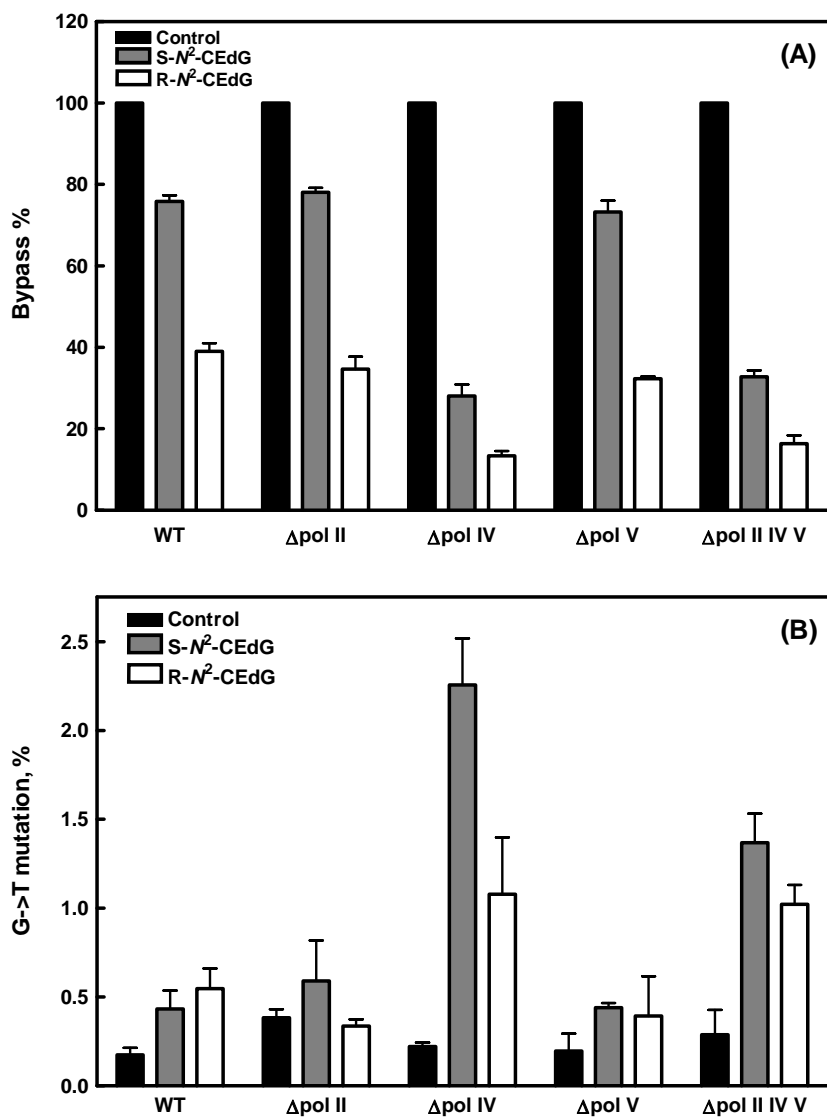 120
Control
S-N²-CEdG
R-N²-CEdG
(A)
100
80
60
40
20
0
Bypass %
WT
Δpol II
Δpol IV
Δpol V
Δpol II IV V
Control
S-N²-CEdG
R-N²-CEdG
(B)
2.5
2.0
1.5
1.0
0.5
0.0
G->T mutation, %
WT
Δpol II
Δpol IV
Δpol V
Δpol II IV V